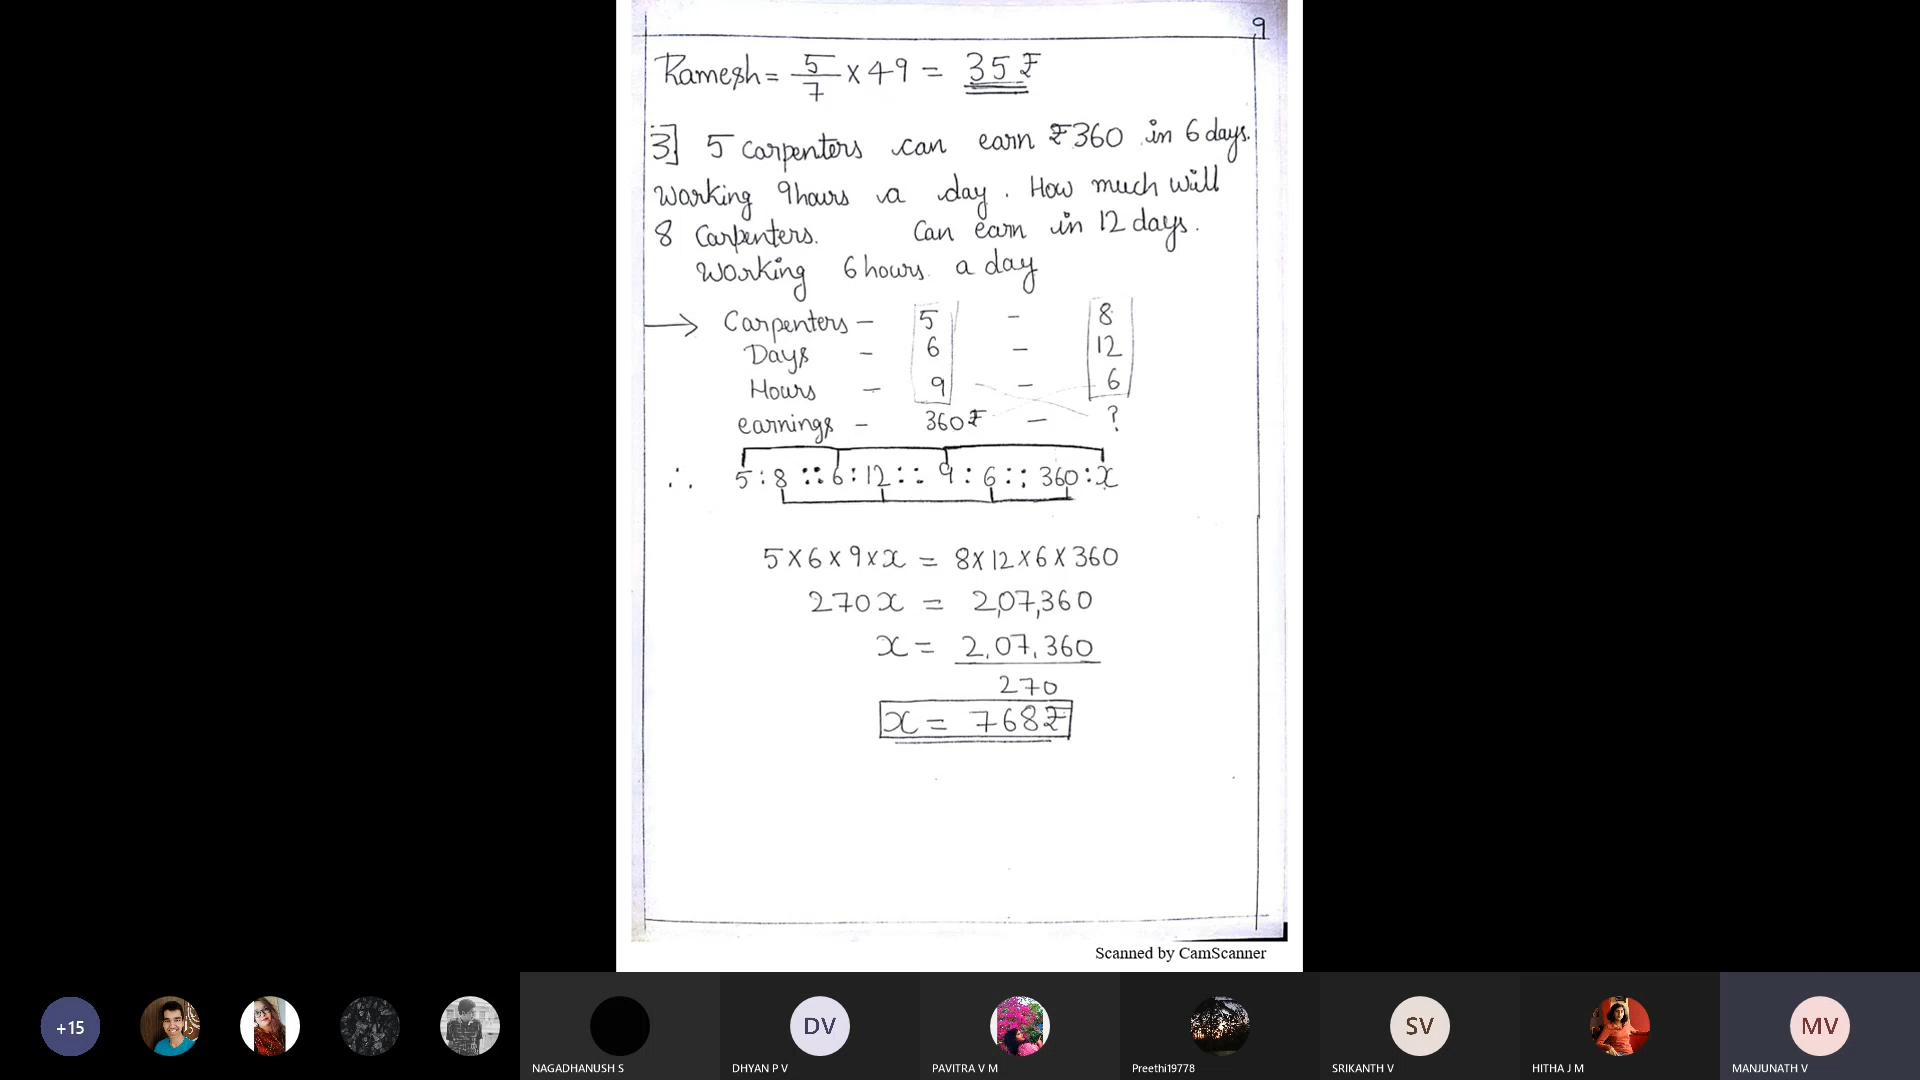 9
Ramesh = 5/7 × 49 = 35 ₹
3] 5 carpenters can earn ₹360 in 6 days.
Working 9 hours a day. How much will
8 Carpenters. Can earn in 12 days.
Working 6 hours a day
→ Carpenters – 5 – 8
Days – 6 – 12
Hours – 9 – 6
earnings – 360₹ – ?
∴ 5 : 8 :: 6 : 12 :: 9 : 6 :: 360 : x
5 × 6 × 9 × x = 8 × 12 × 6 × 360
270 x = 2,07,360
x = 2,07,360
270
x = 768₹
Scanned by CamScanner
+15
DV
SV
MV
NAGADHANUSH S
DHYAN P V
PAVITRA V M
Preethi19778
SRIKANTH V
HITHA J M
MANJUNATH V